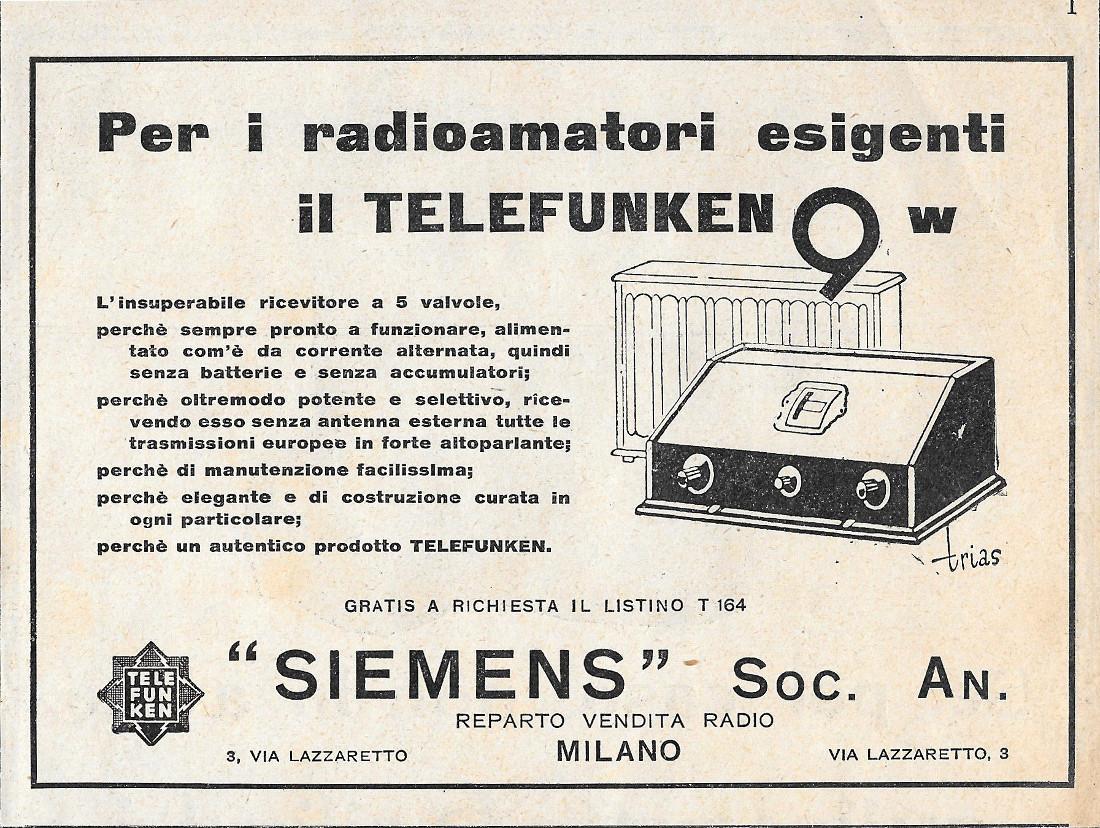 1
Per i radioamatori esigenti
il TELEFUNKEN 9 w
L'insuperabile ricevitore a 5 valvole,
perchè sempre pronto a funzionare, alimen-
tato com'è da corrente alternata, quindi
senza batterie e senza accumulatori;
perchè oltremodo potente e selettivo, rice-
vendo esso senza antenna esterna tutte le
trasmissioni europee in forte altoparlante;
perchè di manutenzione facilissima;
perchè elegante e di costruzione curata in
ogni particolare;
perchè un autentico prodotto TELEFUNKEN.
trias
GRATIS A RICHIESTA IL LISTINO T 164
TELE
FUN
KEN
"SIEMENS" Soc. An.
REPARTO VENDITA RADIO
3, VIA LAZZARETTO MILANO VIA LAZZARETTO, 3